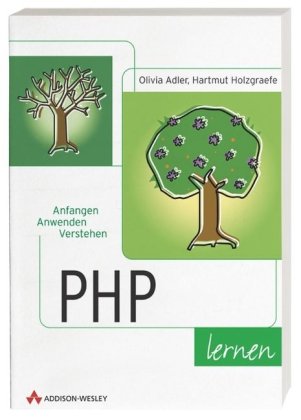 Olivia Adler, Hartmut Holzgraefe
Anfangen
Anwenden
Verstehen
PHP
lernen
ADDISON-WESLEY